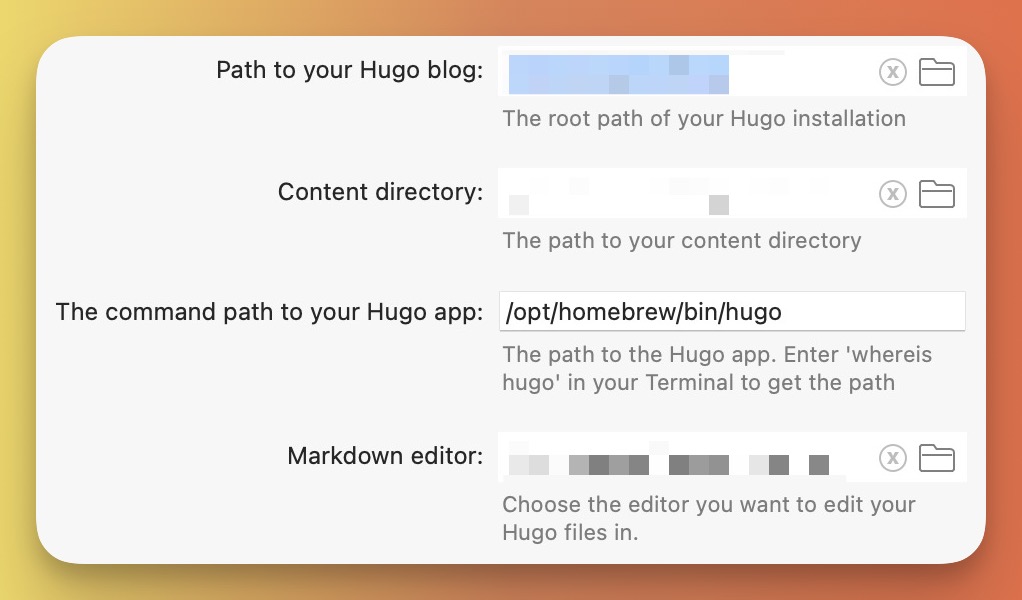 Path to your Hugo blog:
The root path of your Hugo installation
Content directory:
The path to your content directory
The command path to your Hugo app: /opt/homebrew/bin/hugo
The path to the Hugo app. Enter 'whereis
hugo' in your Terminal to get the path
Markdown editor:
Choose the editor you want to edit your
Hugo files in.